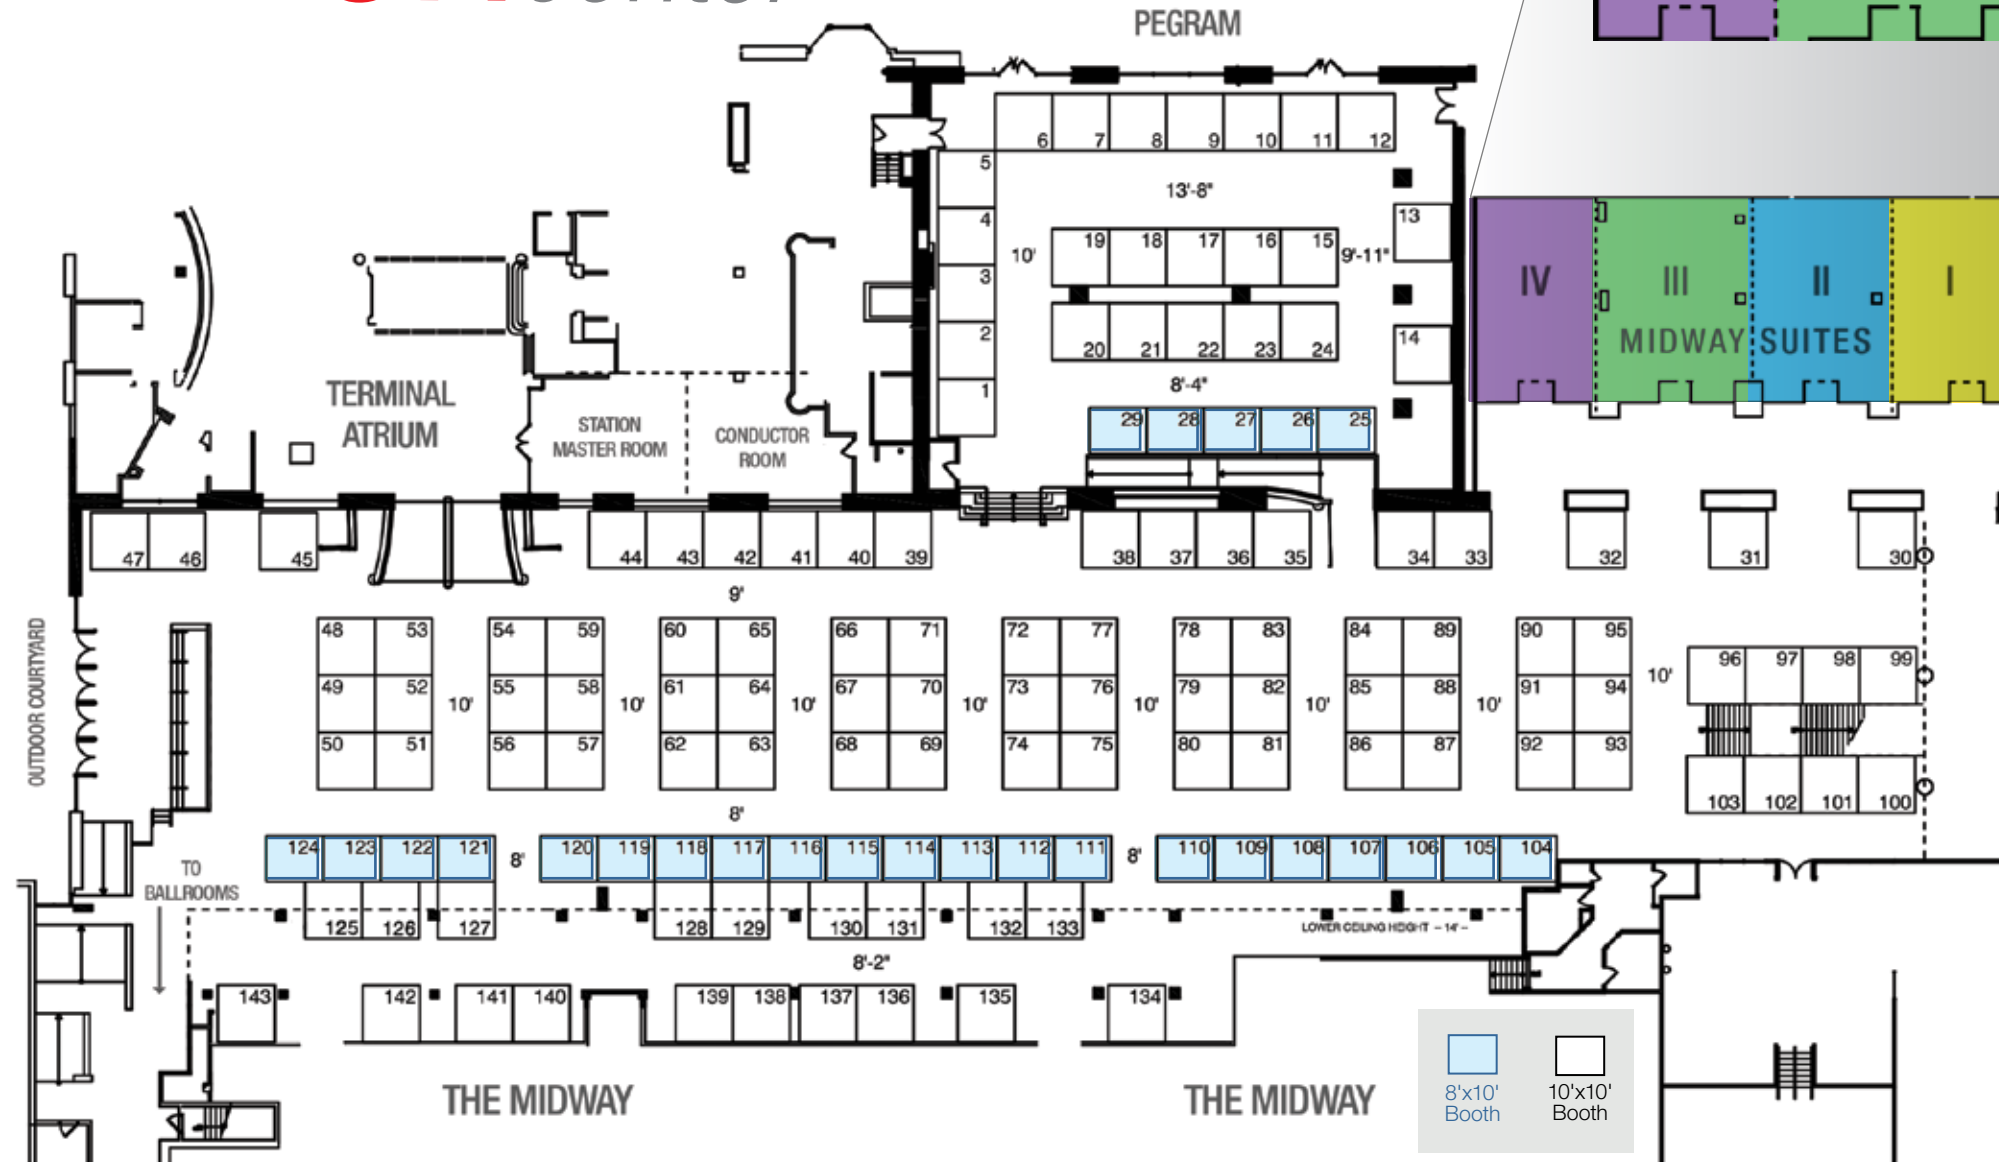 PEGRAM
6 7 8 9 10 11 12
5
13'-8"
4
13
19 18 17 16 15
10'
9'-11"
3
IV III II I
2
14
MIDWAY SUITES
20 21 22 23 24
8'-4"
1
TERMINAL
ATRIUM
STATION
MASTER ROOM
CONDUCTOR
ROOM
29 28 27 26 25
47 46 45 44 43 42 41 40 39 38 37 36 35 34 33 32 31 30
9'
OUTDOOR COURTYARD
48 53 54 59 60 65 66 71 72 77 78 83 84 89 90 95
96 97 98 99
49 52 55 58 61 64 67 70 73 76 79 82 85 88 91 94
10' 10' 10' 10' 10' 10' 10' 10'
50 51 56 57 62 63 68 69 74 75 80 81 86 87 92 93
103 102 101 100
8'
124 123 122 121 8' 120 119 118 117 116 115 114 113 112 111 8' 110 109 108 107 106 105 104
TO
BALLROOMS
125 126 127 128 129 130 131 132 133
LOWER CEILING HEIGHT - 14' -
8'-2"
143 142 141 140 139 138 137 136 135 134
THE MIDWAY THE MIDWAY
8'x10'
Booth
10'x10'
Booth